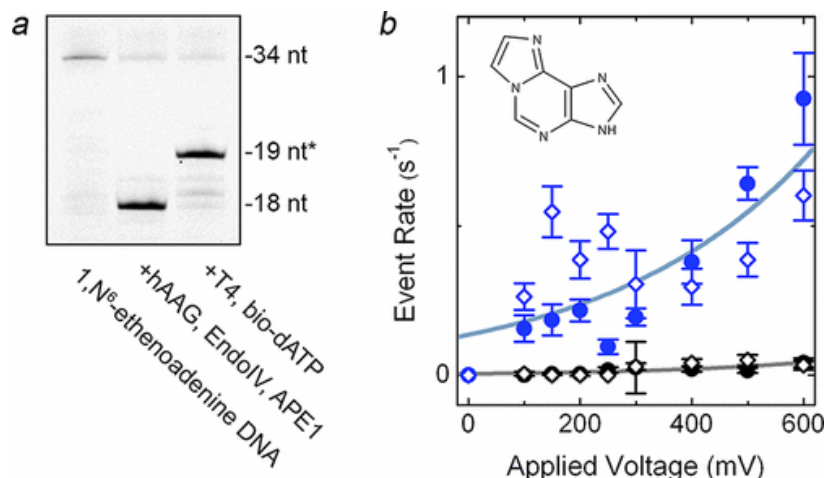 a
-34 nt
-19 nt*
-18 nt
1,N⁶-ethenoadenine DNA
+hAAG, EndoIV, APE1
+T4, bio-dATP
b
Event Rate (s⁻¹)
1
0
N
N
N
N
NH
0 200 400 600
Applied Voltage (mV)